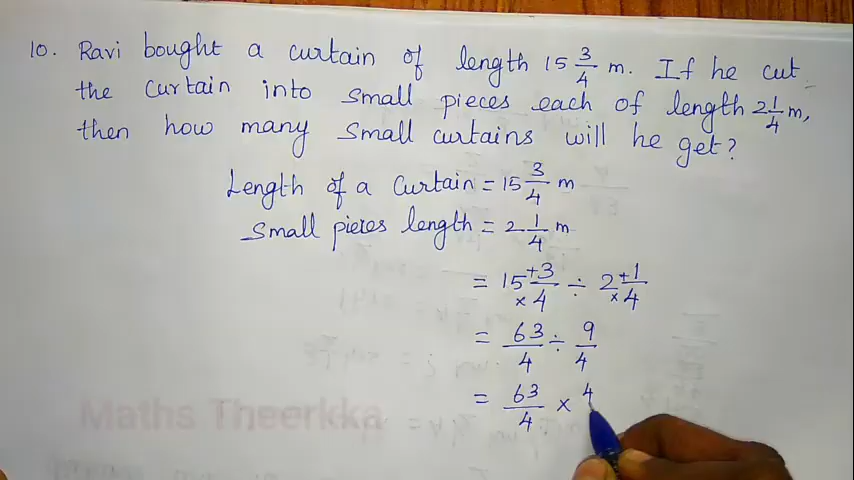 10. Ravi bought a curtain of length 15 3/4 m. If he cut
the curtain into small pieces each of length 2 1/4 m,
then how many small curtains will he get?
Length of a curtain = 15 3/4 m
Small pieces length = 2 1/4 m
= 15 + 3 / × 4 ÷ 2 + 1 / × 4
= 63/4 ÷ 9/4
= 63/4 × 4
Maths Theerkka